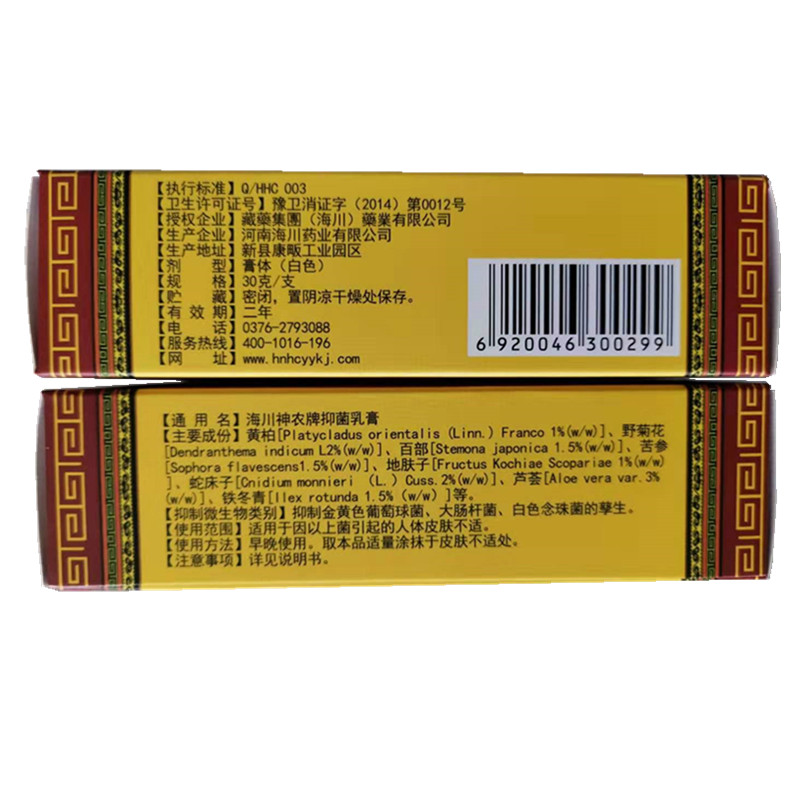 【执行标准】Q/HHC 003
【卫生许可证号】豫卫消证字（2014）第0012号
【授权企业】藏藥集團（海川）藥業有限公司
【生产企业】河南海川药业有限公司
【生产地址】新县康畈工业园区
【剂　　型】膏体（白色）
【规　　格】30克/支
【贮　　藏】密闭，置阴凉干燥处保存。
【有 效 期】二年
【电　　话】0376-2793088
【服务热线】400-1016-196
【网　　址】www.hnhcyykj.com
6 920046 300299
【通 用 名】海川神农牌抑菌乳膏
【主要成份】黄柏[Platycladus orientalis (Linn.) Franco 1%(w/w)]、野菊花
[Dendranthema indicum L2%(w/w)]、百部[Stemona japonica 1.5%(w/w)]、苦参
[Sophora flavescens1.5%(w/w)]、地肤子[Fructus Kochiae Scopariae 1%(w/w)
]、蛇床子[Cnidium monnieri （L.）Cuss.2%(w/w)]、芦荟[Aloe vera var.3%
(w/w)]、铁冬青[Ilex rotunda 1.5%（w/w）]等。
【抑制微生物类别】抑制金黄色葡萄球菌、大肠杆菌、白色念珠菌的孳生。
【使用范围】适用于因以上菌引起的人体皮肤不适。
【使用方法】早晚使用。取本品适量涂抹于皮肤不适处。
【注意事项】详见说明书。